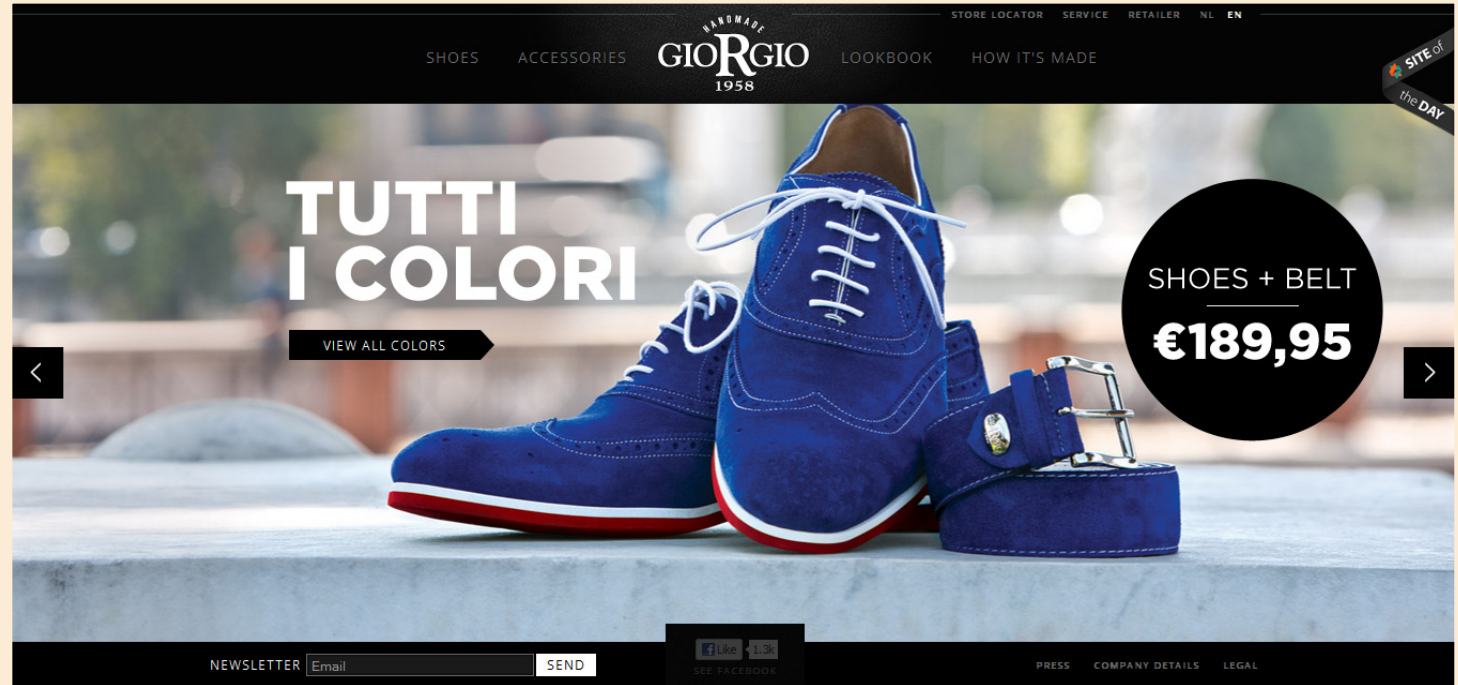 STORE LOCATOR SERVICE RETAILER NL EN
HANDMADE
SHOES ACCESSORIES GIORGIO LOOKBOOK HOW IT'S MADE
1958
SITE of
the DAY
TUTTI
I COLORI
VIEW ALL COLORS
SHOES + BELT
€189,95
NEWSLETTER Email SEND
Like 1.3k
SEE FACEBOOK
PRESS COMPANY DETAILS LEGAL